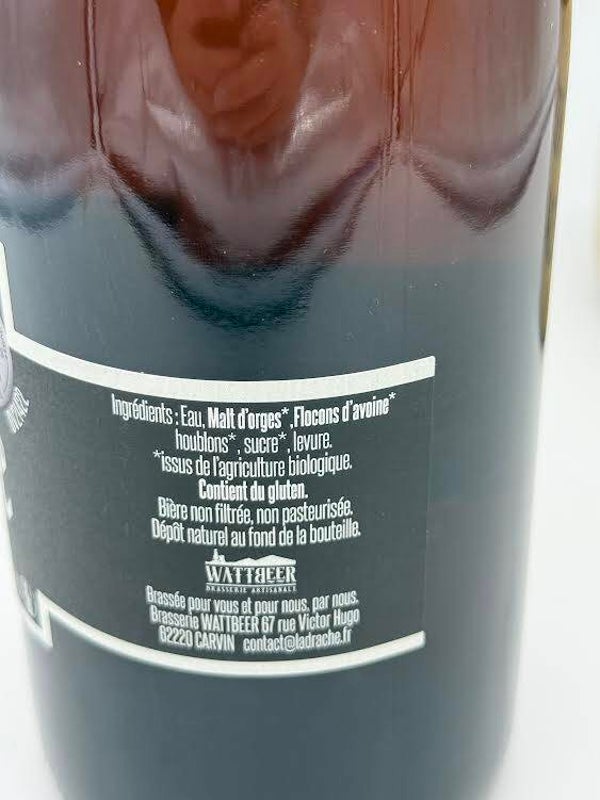 Ingrédients : Eau, Malt d'orges*, Flocons d'avoine*
houblons*, sucre*, levure.
*issus de l'agriculture biologique.
Contient du gluten.
Bière non filtrée, non pasteurisée.
Dépôt naturel au fond de la bouteille.
WATTBEER
BRASSERIE ARTISANALE
Brassée pour vous et pour nous, par nous.
Brasserie WATTBEER 67 rue Victor Hugo
62220 CARVIN contact@ladrache.fr